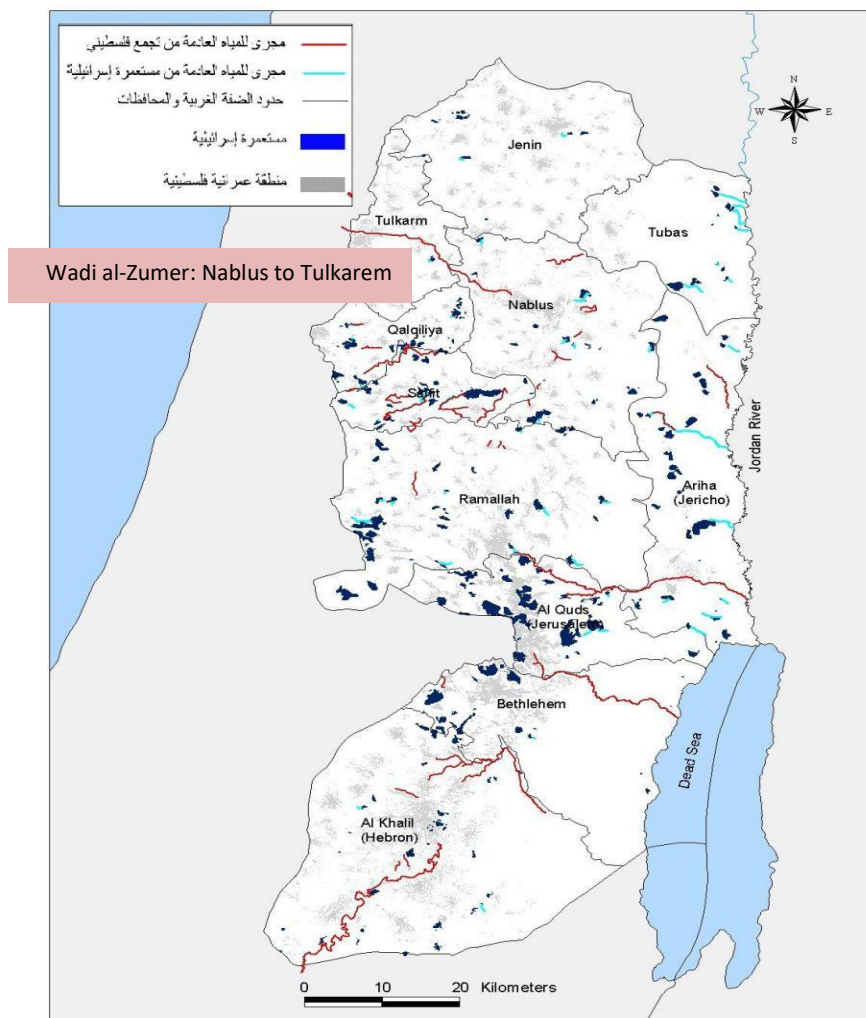 مجرى للمياه العادمة من تجمع فلسطيني
مجرى للمياه العادمة من مستعمرة إسرائيلية
حدود الضفة الغربية والمحافظات
مستعمرة إسرائيلية
منطقة عمرانية فلسطينية
N
W E
S
Jenin
Tubas
Tulkarm
Wadi al-Zumer: Nablus to Tulkarem
Nablus
Qalqiliya
Salfit
Jordan River
Ramallah
Ariha
(Jericho)
Al Quds
(Jerusalem)
Bethlehem
Dead Sea
Al Khalil
(Hebron)
0 10 20 Kilometers